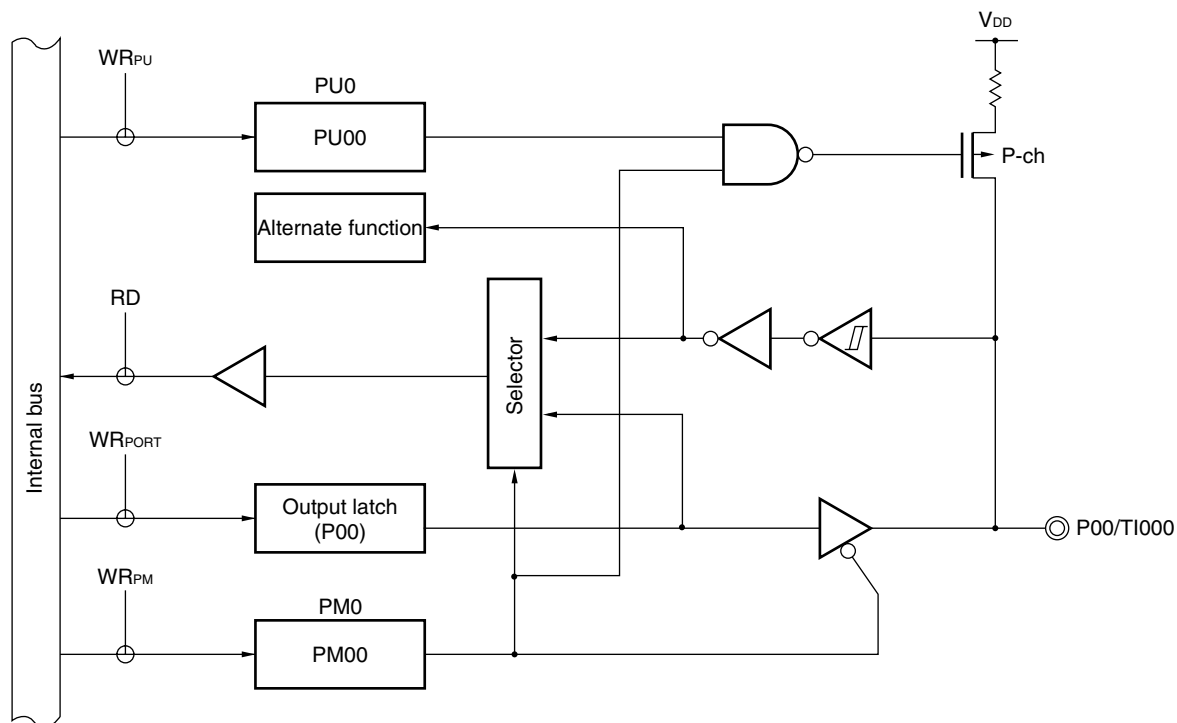 VDD
WRPU
PU0
PU00
P-ch
Alternate function
RD
Selector
Internal bus
WRPORT
Output latch
(P00)
P00/TI000
WRPM
PM0
PM00